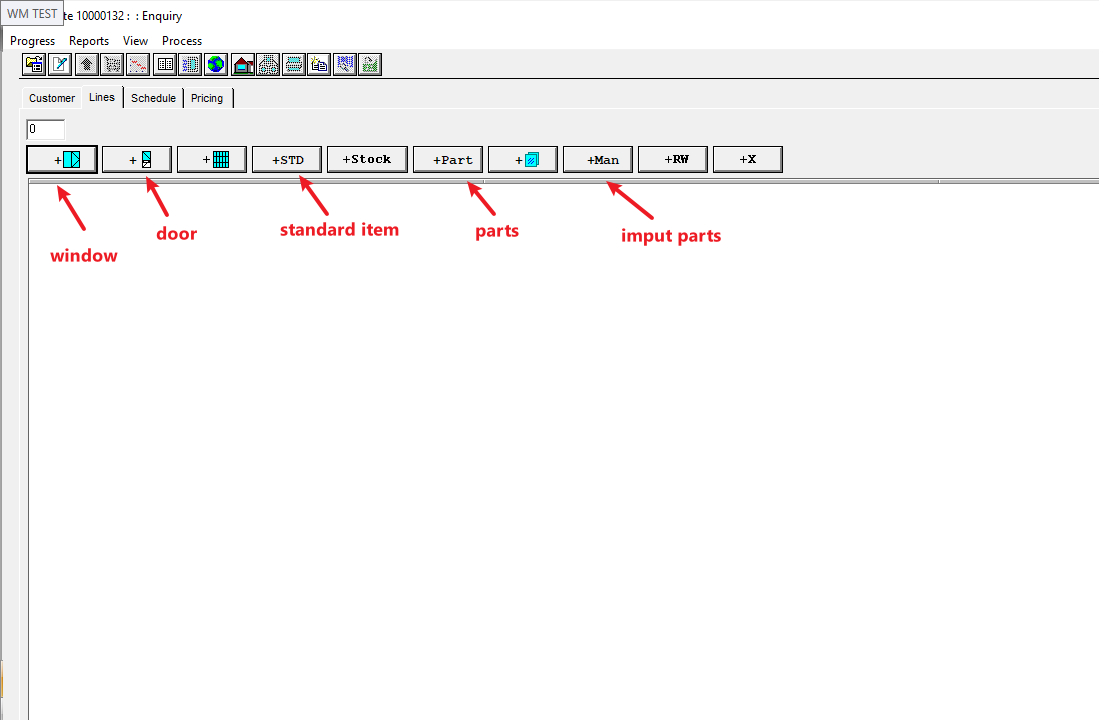 WM TEST te 10000132 : : Enquiry
Progress Reports View Process
Customer Lines Schedule Pricing
0
+ + + +STD +Stock +Part + +Man +RW +X
window
door
standard item
parts
imput parts